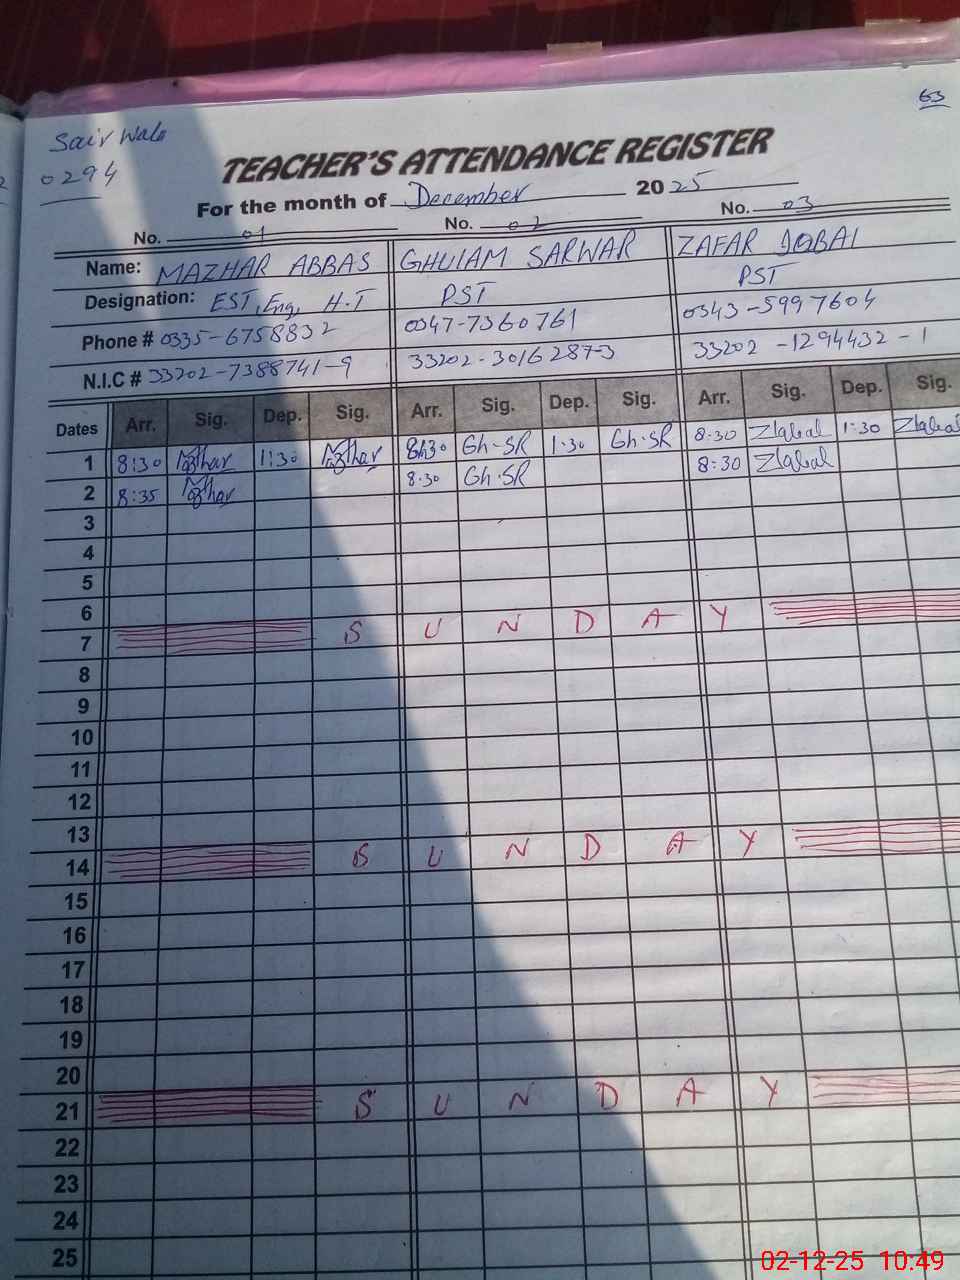 63
Sair Wala
0294
TEACHER'S ATTENDANCE REGISTER
For the month of December 2025
No. 01 No. 02 No. 03
Name: MAZHAR ABBAS GHULAM SARWAR ZAFAR IQBAL
Designation: EST, Eng, H.T PST PST
Phone # 0335-6758832 0347-7360761 0343-5997604
N.I.C # 33202-7388741-9 33202-3016287-3 33202-1294432-1
Dates Arr. Sig. Dep. Sig. Arr. Sig. Dep. Sig. Arr. Sig. Dep. Sig.
1 8:30 Mazhar 1:30 Mazhar 8:30 Gh-SR 1:30 Gh.SR 8:30 ZIqbal 1:30 ZIqbal
2 8:35 Mazhar 8:30 Gh.SR 8:30 ZIqbal
3
4
5
6
7 S U N D A Y
8
9
10
11
12
13
14 S U N D A Y
15
16
17
18
19
20
21 S U N D A Y
22
23
24
25
02-12-25 10:49